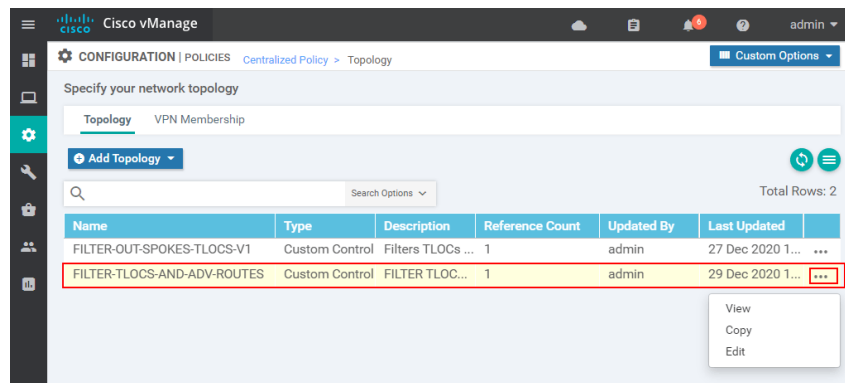 cisco Cisco vManage 6 admin
CONFIGURATION | POLICIES Centralized Policy > Topology Custom Options
Specify your network topology
Topology VPN Membership
Add Topology
Search Options Total Rows: 2
Name Type Description Reference Count Updated By Last Updated
FILTER-OUT-SPOKES-TLOCS-V1 Custom Control Filters TLOCs ... 1 admin 27 Dec 2020 1... ...
FILTER-TLOCS-AND-ADV-ROUTES Custom Control FILTER TLOC... 1 admin 29 Dec 2020 1... ...
View
Copy
Edit